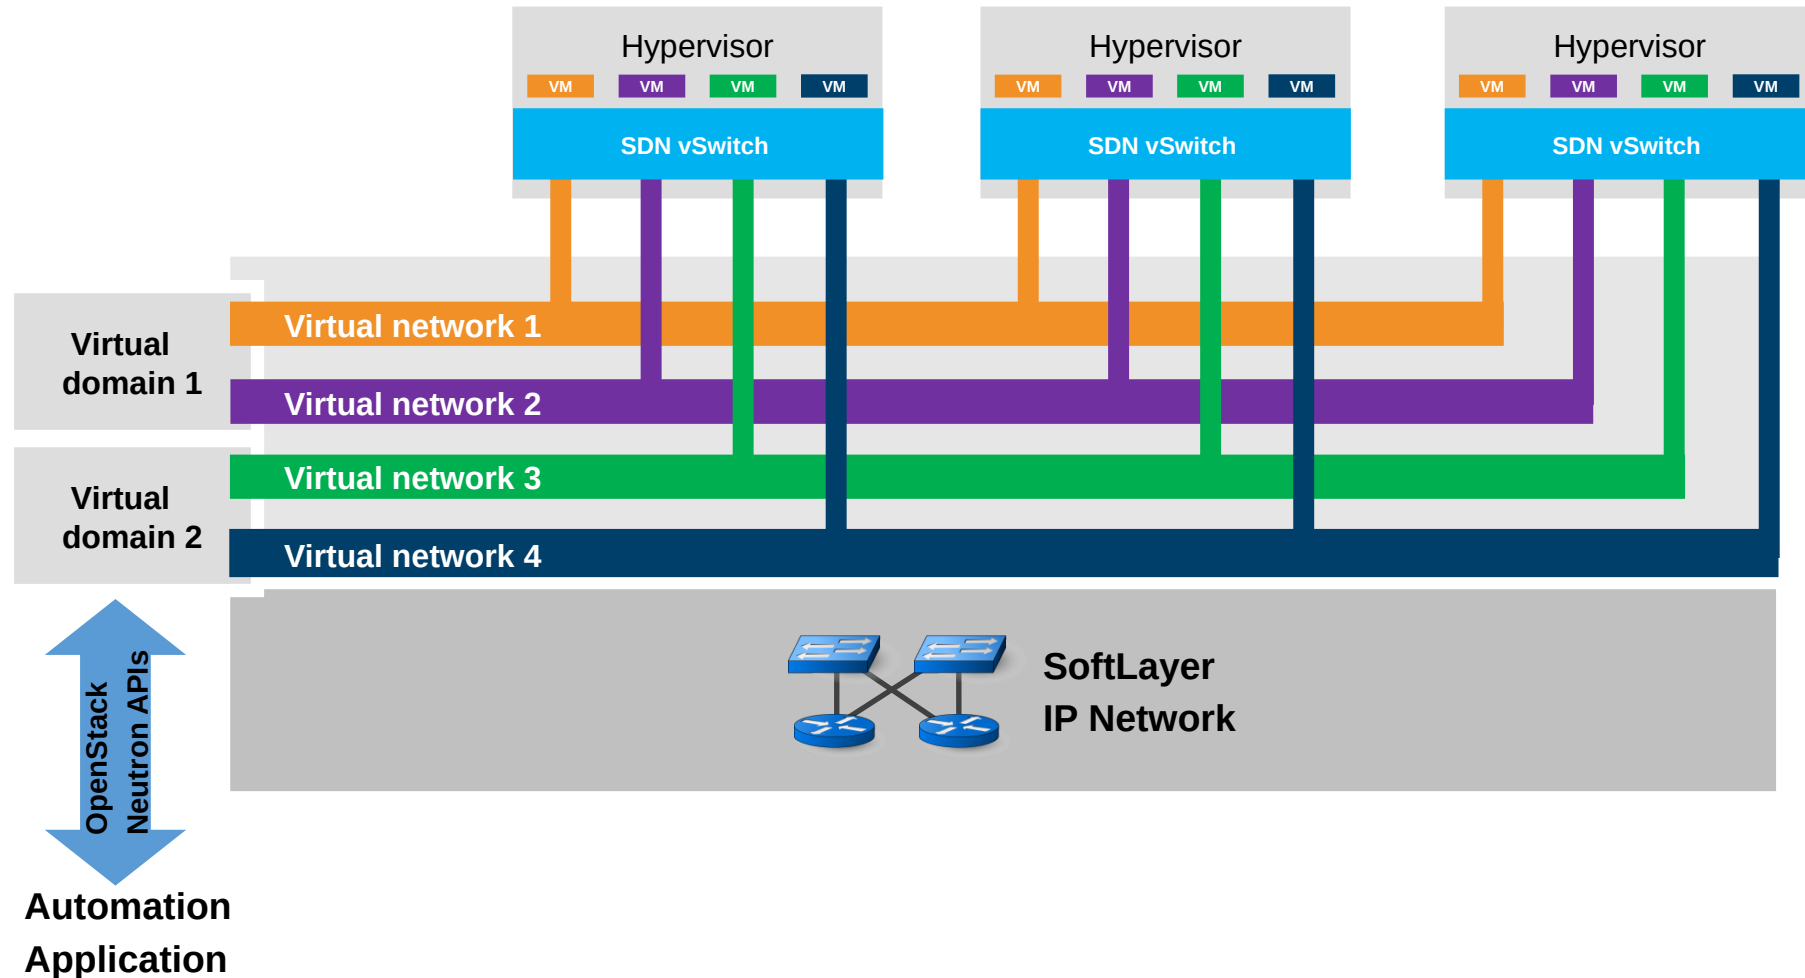 Hypervisor
VM VM VM VM
SDN vSwitch
Hypervisor
VM VM VM VM
SDN vSwitch
Hypervisor
VM VM VM VM
SDN vSwitch
Virtual
domain 1
Virtual network 1
Virtual network 2
Virtual
domain 2
Virtual network 3
Virtual network 4
OpenStack
Neutron APIs
SoftLayer
IP Network
Automation
Application